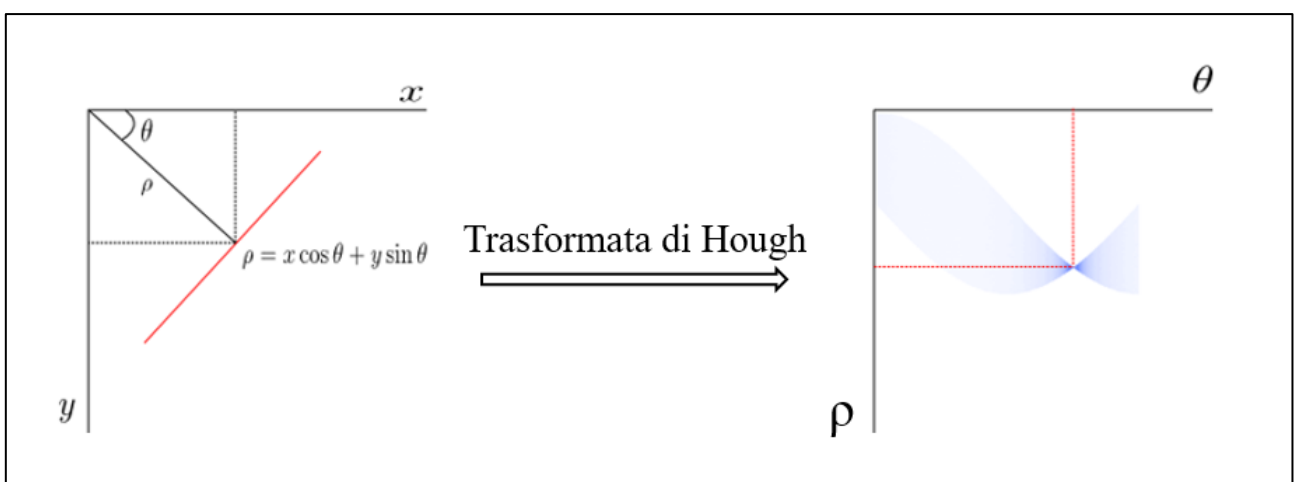 x
θ
ρ
ρ = x cos θ + y sin θ
y
Trasformata di Hough
θ
ρ